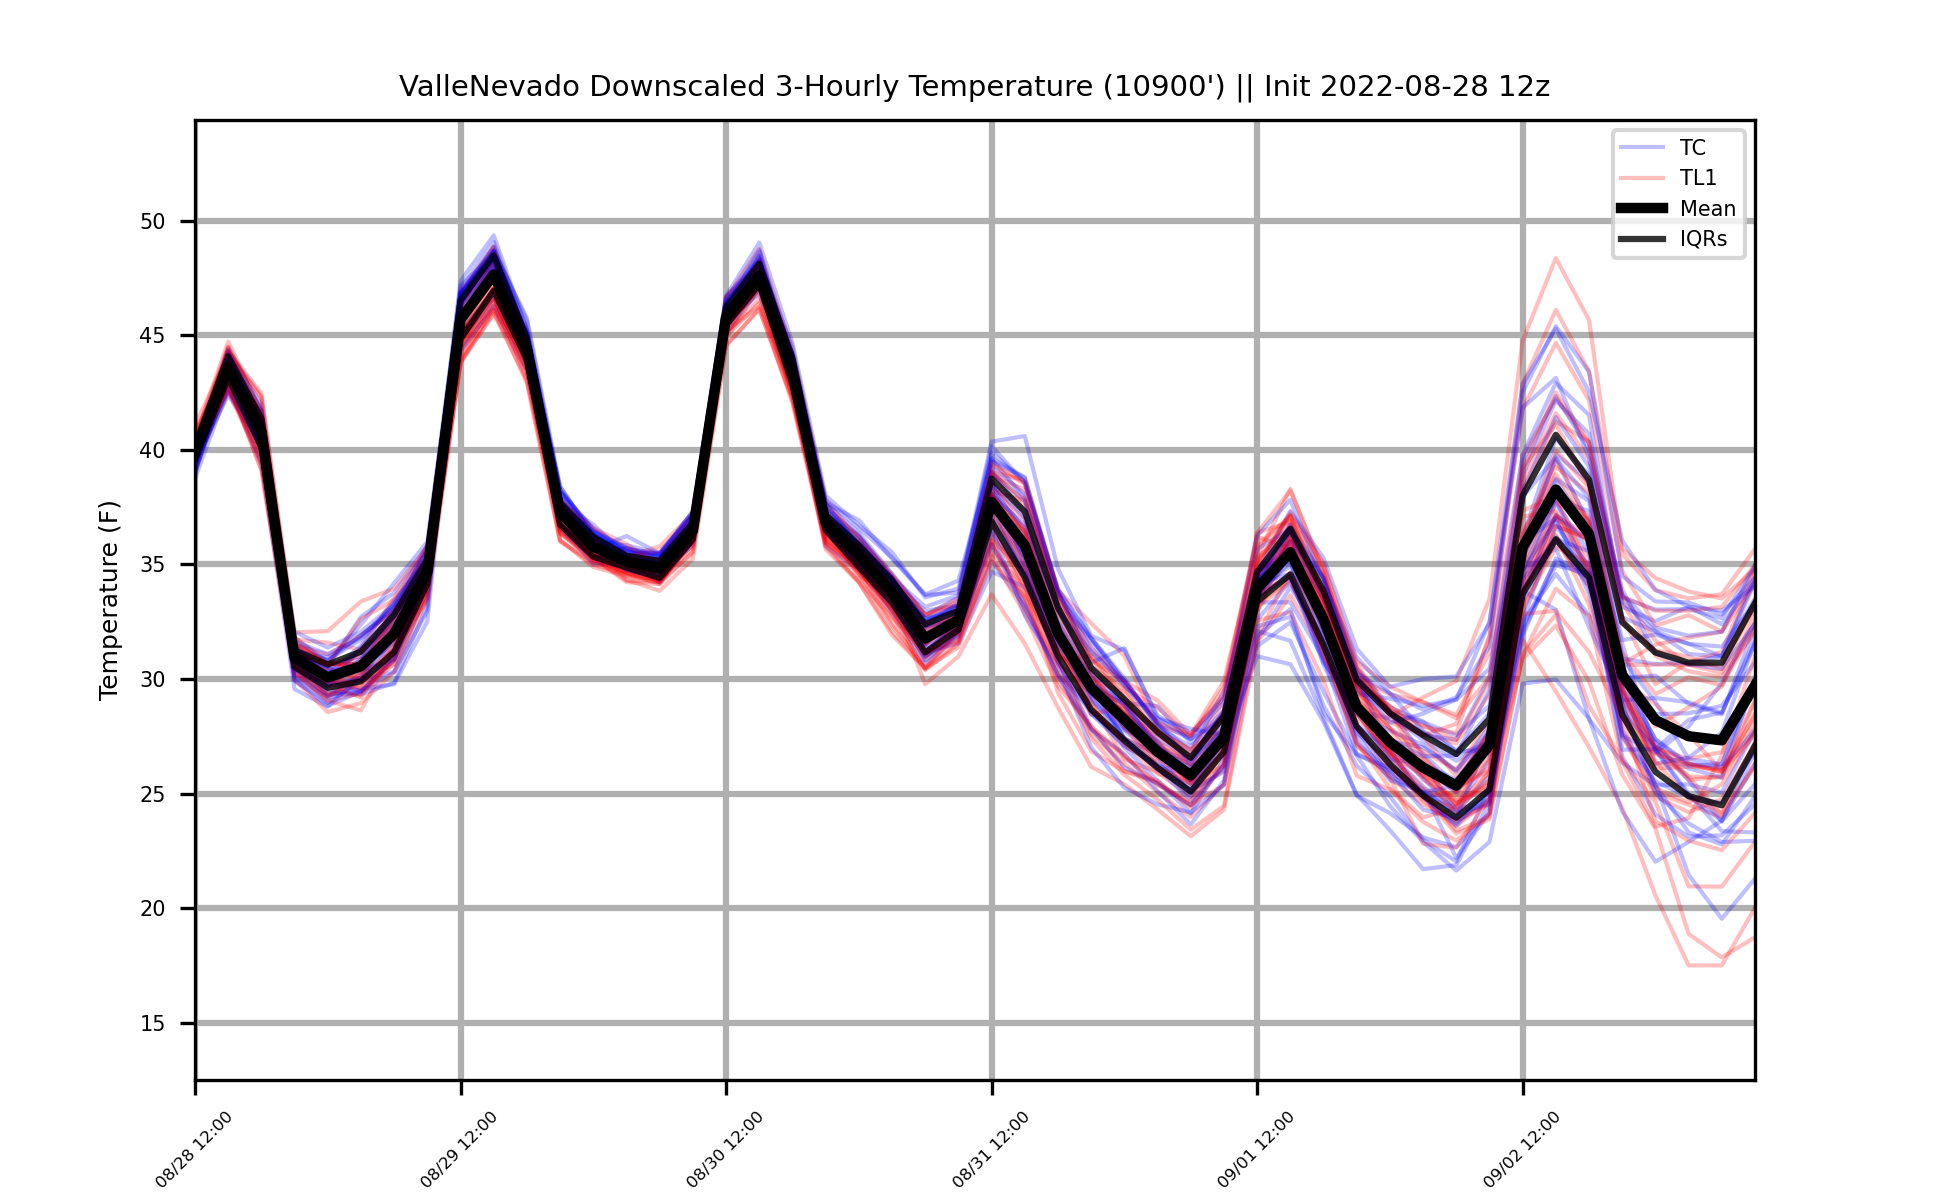 ValleNevado Downscaled 3-Hourly Temperature (10900') || Init 2022-08-28 12z
TC
TL1
Mean
IQRs
Temperature (F)
50
45
40
35
30
25
20
15
08/28 12:00
08/29 12:00
08/30 12:00
08/31 12:00
09/01 12:00
09/02 12:00